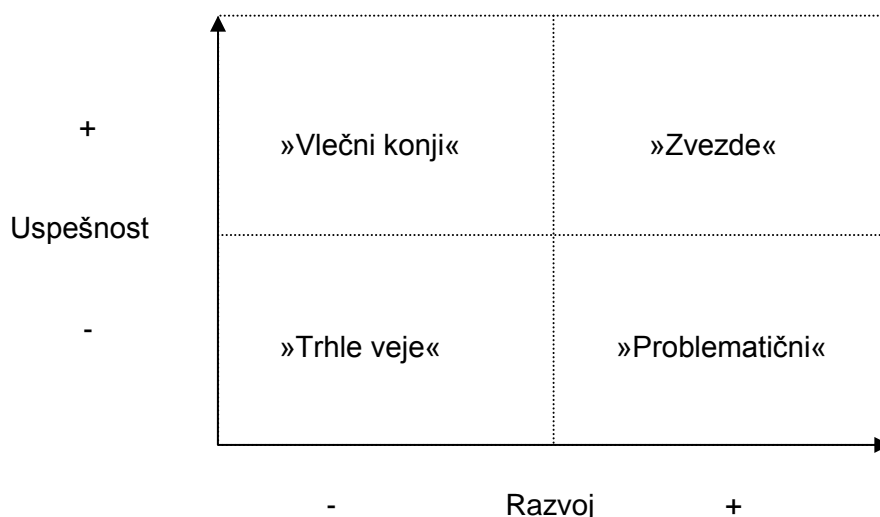 +
»Vlečni konji«
»Zvezde«
Uspešnost
-
»Trhle veje«
»Problematični«
-
Razvoj
+